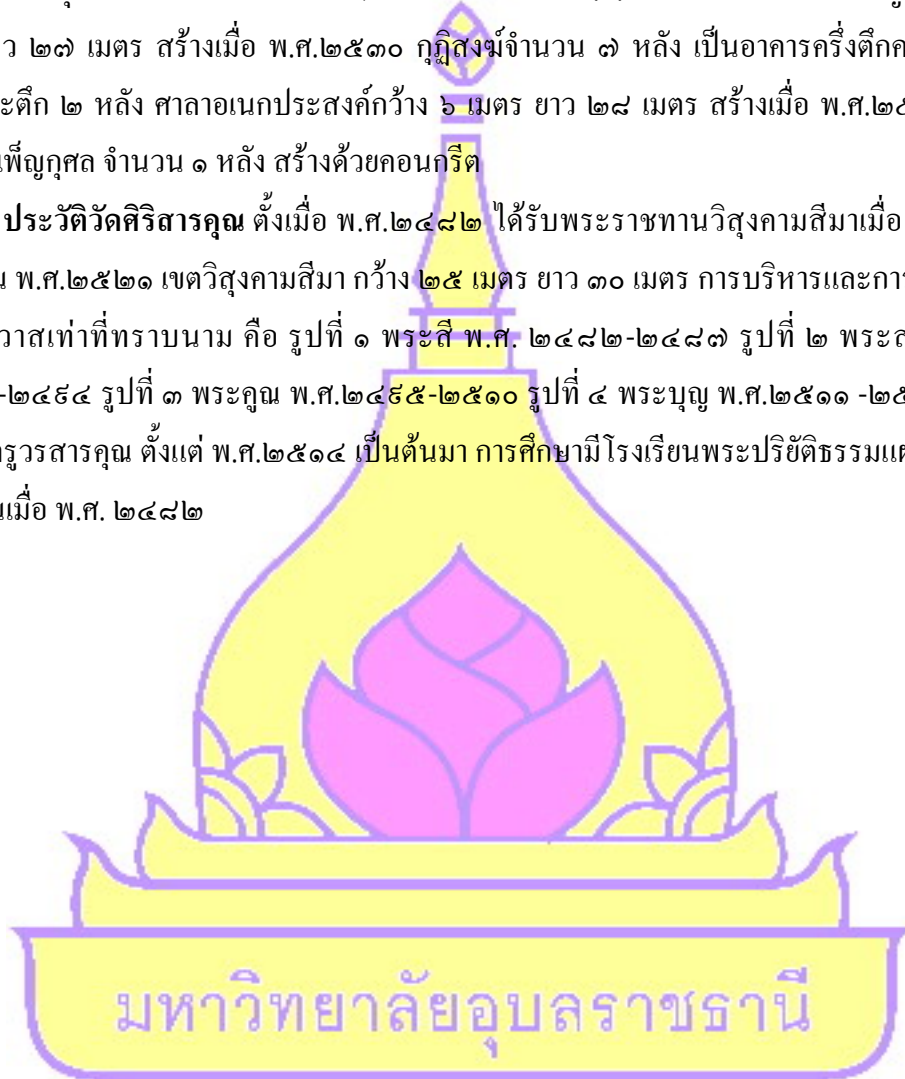 ว ๒๗ เมตร สร้างเมื่อ พ.ศ.๒๕๓๐ กุฏิสงฆ์จำนวน ๗ หลัง เป็นอาคารครึ่งตึกค
ะตึก ๒ หลัง ศาลาอเนกประสงค์กว้าง ๖ เมตร ยาว ๒๘ เมตร สร้างเมื่อ พ.ศ.๒๕
เพ็ญกุศล จำนวน ๑ หลัง สร้างด้วยคอนกรีต
ประวัติวัดศิริสารคุณ ตั้งเมื่อ พ.ศ.๒๔๘๒ ได้รับพระราชทานวิสุงคามสีมาเมื่อ
น พ.ศ.๒๕๒๑ เขตวิสุงคามสีมา กว้าง ๒๕ เมตร ยาว ๓๐ เมตร การบริหารและการ
วาสเท่าที่ทราบนาม คือ รูปที่ ๑ พระสี พ.ศ. ๒๔๘๒-๒๔๘๗ รูปที่ ๒ พระส
-๒๔๙๔ รูปที่ ๓ พระคูณ พ.ศ.๒๔๙๕-๒๕๑๐ รูปที่ ๔ พระบุญ พ.ศ.๒๕๑๑ -๒๕
รูวรสารคุณ ตั้งแต่ พ.ศ.๒๕๑๔ เป็นต้นมา การศึกษามีโรงเรียนพระปริยัติธรรมแผ
นเมื่อ พ.ศ. ๒๔๘๒
มหาวิทยาลัยอุบลราชธานี